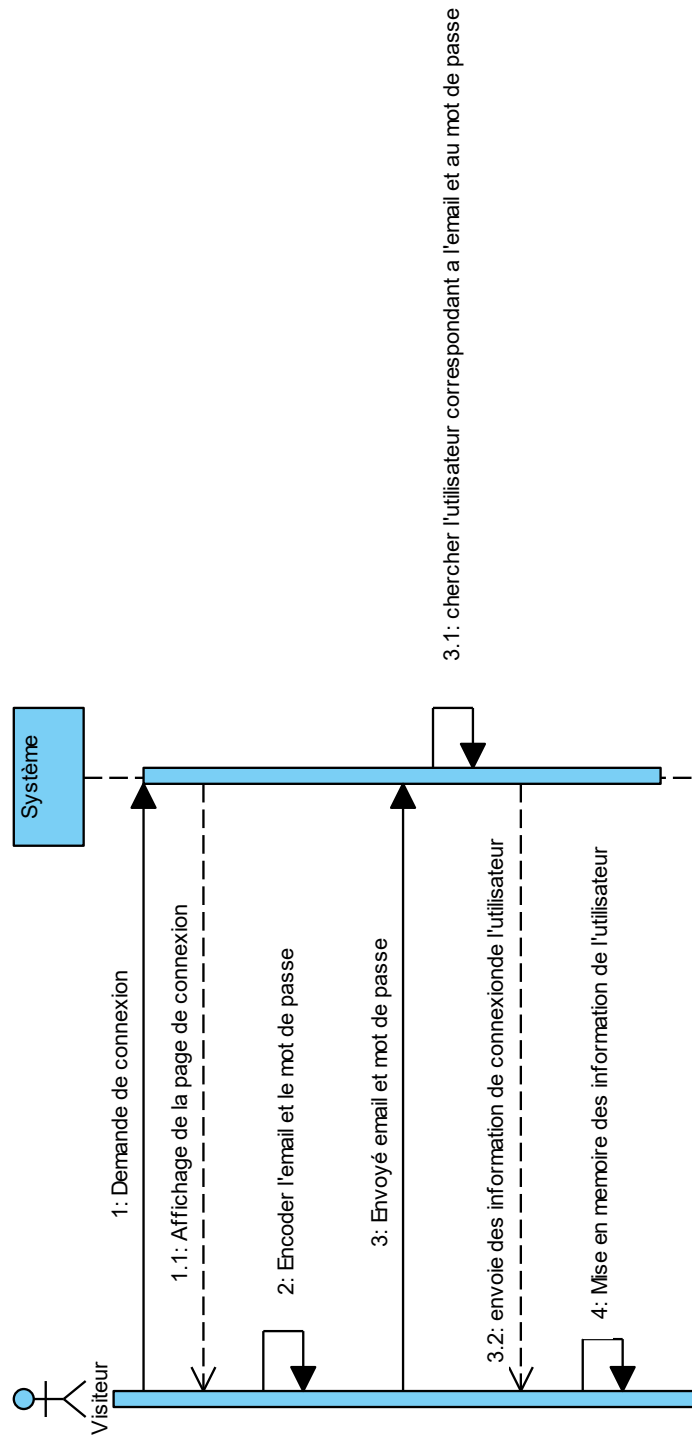 Visiteur
Système
1: Demande de connexion
1.1: Affichage de la page de connexion
2: Encoder l'email et le mot de passe
3: Envoyé email et mot de passe
3.1: chercher l'utilisateur correspondant a l'email et au mot de passe
3.2: envoie des information de connexionde l'utilisateur
4: Mise en memoire des information de l'utilisateur